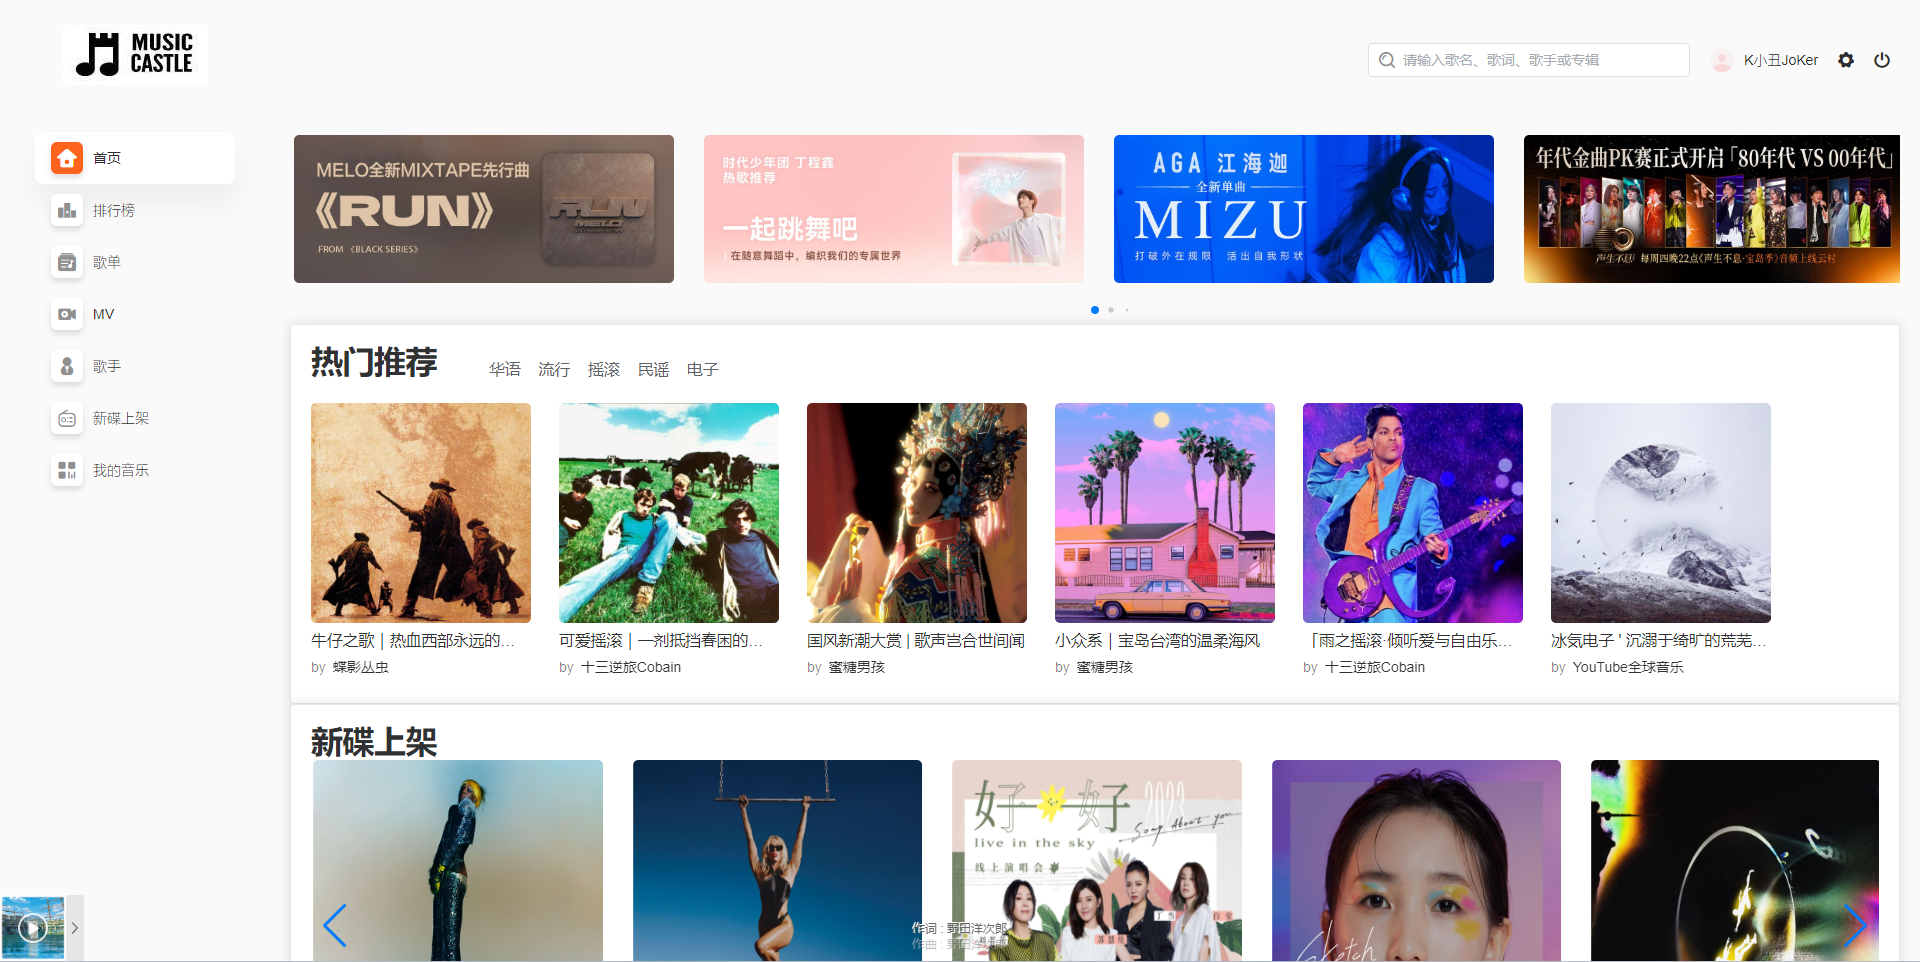 MUSIC
CASTLE
请输入歌名、歌词、歌手或专辑
K小丑JoKer
首页
排行榜
歌单
MV
歌手
新碟上架
我的音乐
MELO全新MIXTAPE先行曲
《RUN》
FROM 《BLACK SERIES》
RUN
MELO
时代少年团 丁程鑫
热歌推荐
一起跳舞吧
在随意舞蹈中，编织我们的专属世界
AGA 江海迦
全新单曲
MIZU
打破外在规限 活出自我形状
年代金曲PK赛正式开启「80年代 VS 00年代」
声生不息 每周四晚22点《声生不息·宝岛季》音频上线云村
热门推荐
华语 流行 摇滚 民谣 电子
牛仔之歌 | 热血西部永远的...
by 蝶影丛虫
可爱摇滚｜一剂抵挡春困的...
by 十三逆旅Cobain
国风新潮大赏 | 歌声岂合世间闻
by 蜜糖男孩
小众系｜宝岛台湾的温柔海风
by 蜜糖男孩
「雨之摇滚·倾听爱与自由乐...
by 十三逆旅Cobain
冰氛电子 ' 沉溺于绮旷的荒芜...
by YouTube全球音乐
新碟上架
好好 2023
Song About you
live in the sky
线上演唱会
丁当
白安
苏慧伦
Sketch
作词 : 野田洋次郎
作曲 : 野田洋次郎